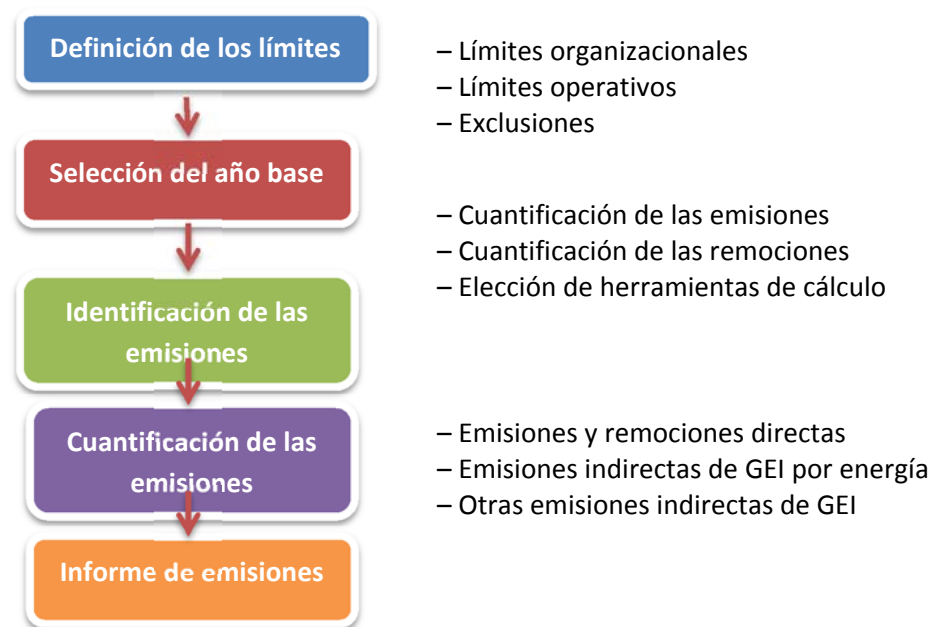 Definición de los límites
– Límites organizacionales
– Límites operativos
– Exclusiones
Selección del año base
– Cuantificación de las emisiones
– Cuantificación de las remociones
– Elección de herramientas de cálculo
Identificación de las
emisiones
Cuantificación de las
emisiones
– Emisiones y remociones directas
– Emisiones indirectas de GEI por energía
– Otras emisiones indirectas de GEI
Informe de emisiones